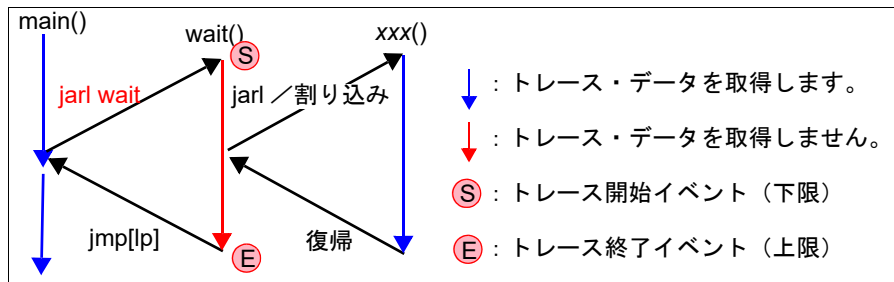 main()
wait()
xxx()
S
jarl wait
jarl ／割り込み
jmp[lp]
E
復帰
：トレース・データを取得します。
：トレース・データを取得しません。
S：トレース開始イベント（下限）
E：トレース終了イベント（上限）